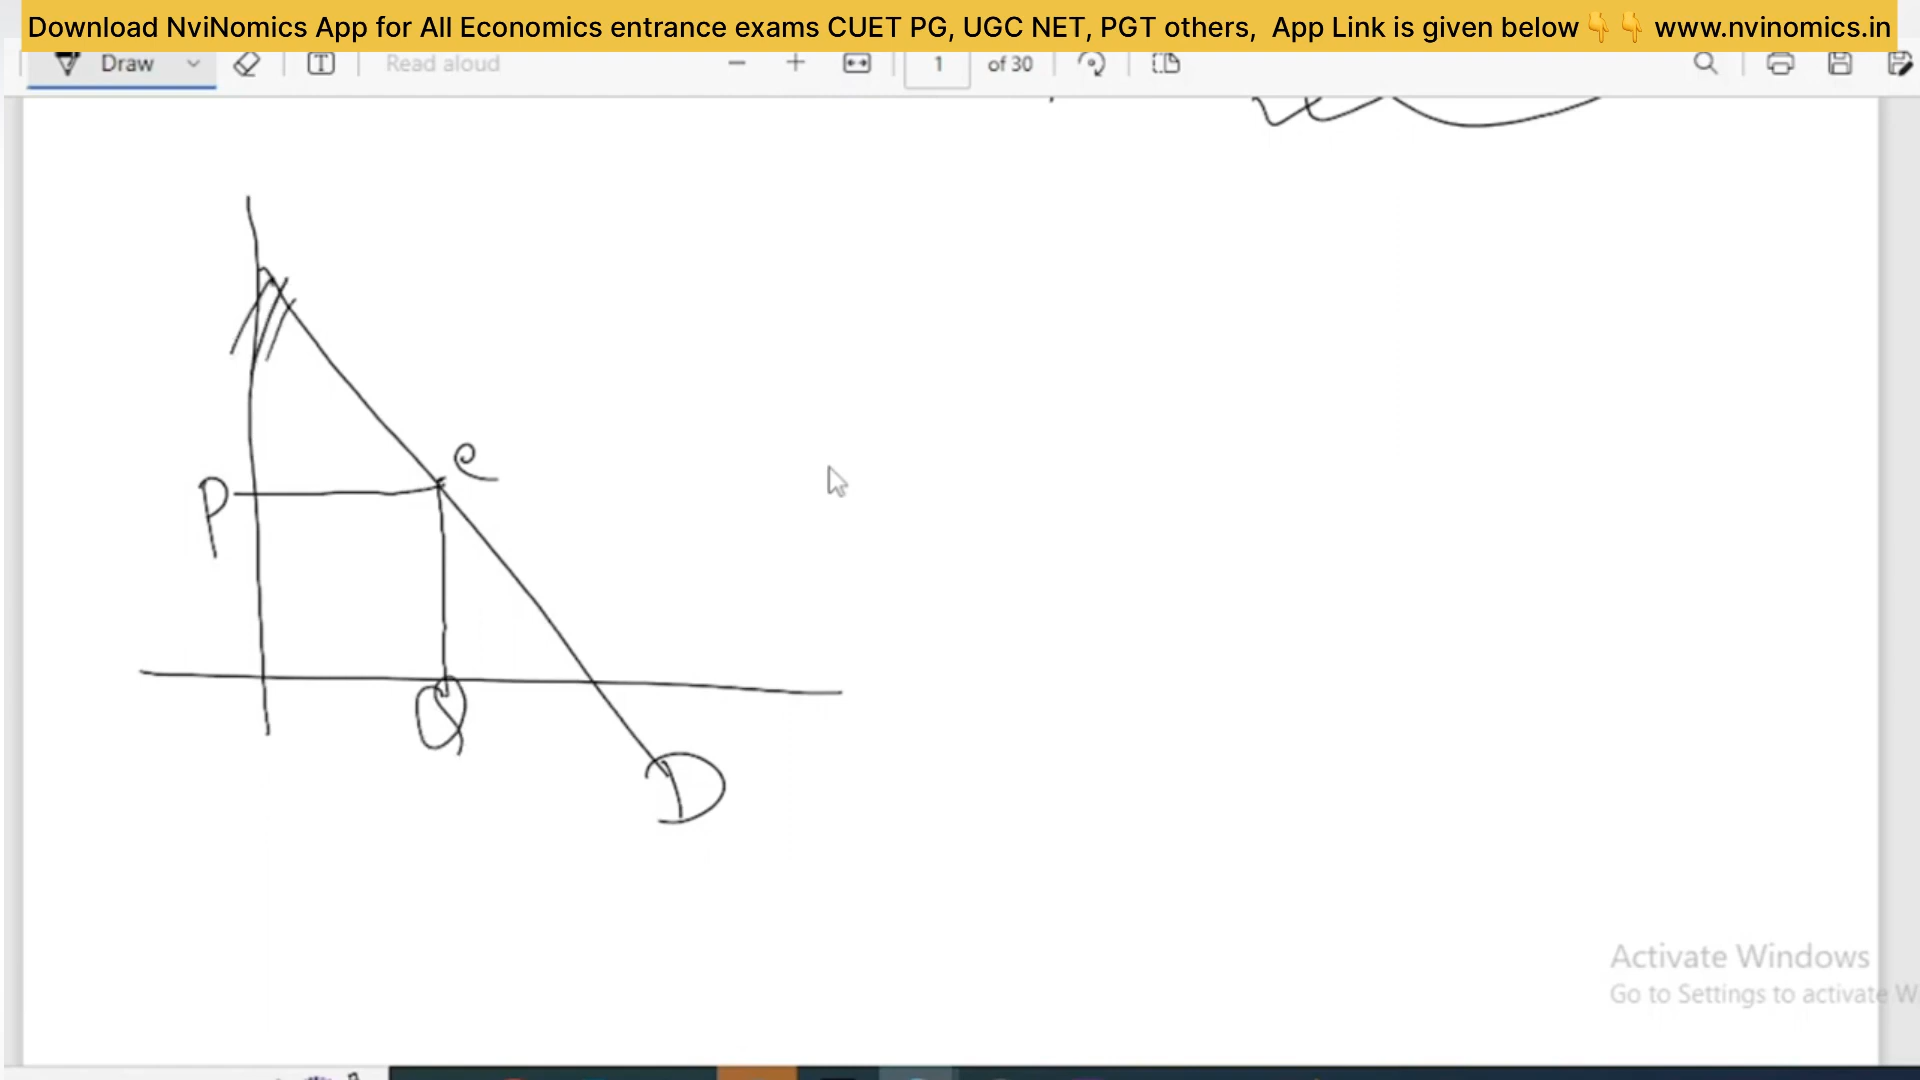 Download NviNomics App for All Economics entrance exams CUET PG, UGC NET, PGT others, App Link is given below👇👇 www.nvinomics.in
Draw
Read aloud
1 of 30
e
P
Q
D
Activate Windows
Go to Settings to activate W